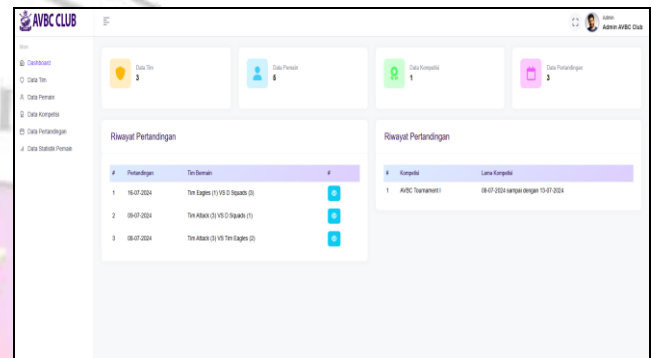 AVBC CLUB
Admin
Admin AVBC Club
Main
Dashboard
Data Tim
Data Pemain
Data Kompetisi
Data Pertandingan
Data Statistik Pemain
Data Tim
3
Data Pemain
6
Data Kompetisi
1
Data Pertandingan
3
Riwayat Pertandingan
# Pertandingan Tim Bermain #
1 16-07-2024 Tim Eagles (1) VS D Squads (3)
2 09-07-2024 Tim Attack (3) VS D Squads (1)
3 08-07-2024 Tim Attack (3) VS Tim Eagles (2)
Riwayat Pertandingan
# Kompetisi Lama Kompetisi
1 AVBC Tournament I 08-07-2024 sampai dengan 13-07-2024